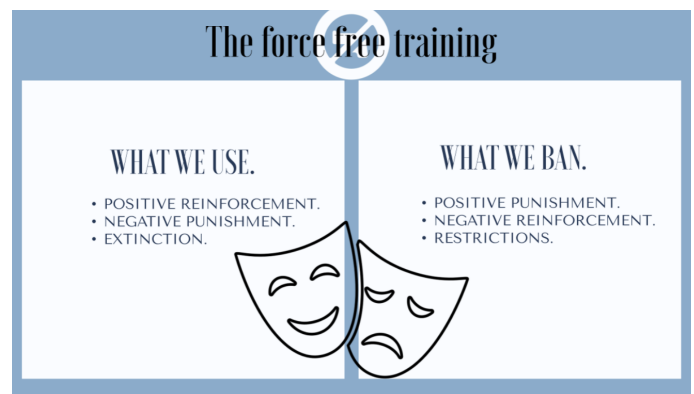 The force free training
WHAT WE USE.
• POSITIVE REINFORCEMENT.
• NEGATIVE PUNISHMENT.
• EXTINCTION.
WHAT WE BAN.
• POSITIVE PUNISHMENT.
• NEGATIVE REINFORCEMENT.
• RESTRICTIONS.